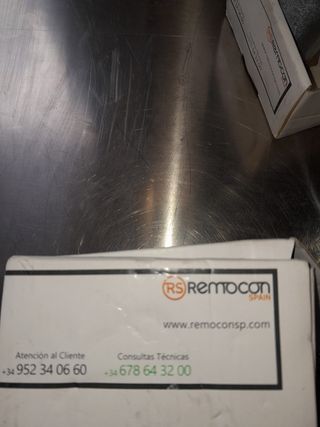 RS Remocon
SPAIN
www.remoconsp.com
Atención al Cliente
+34 952 34 06 60
Consultas Técnicas
+34 678 64 32 00